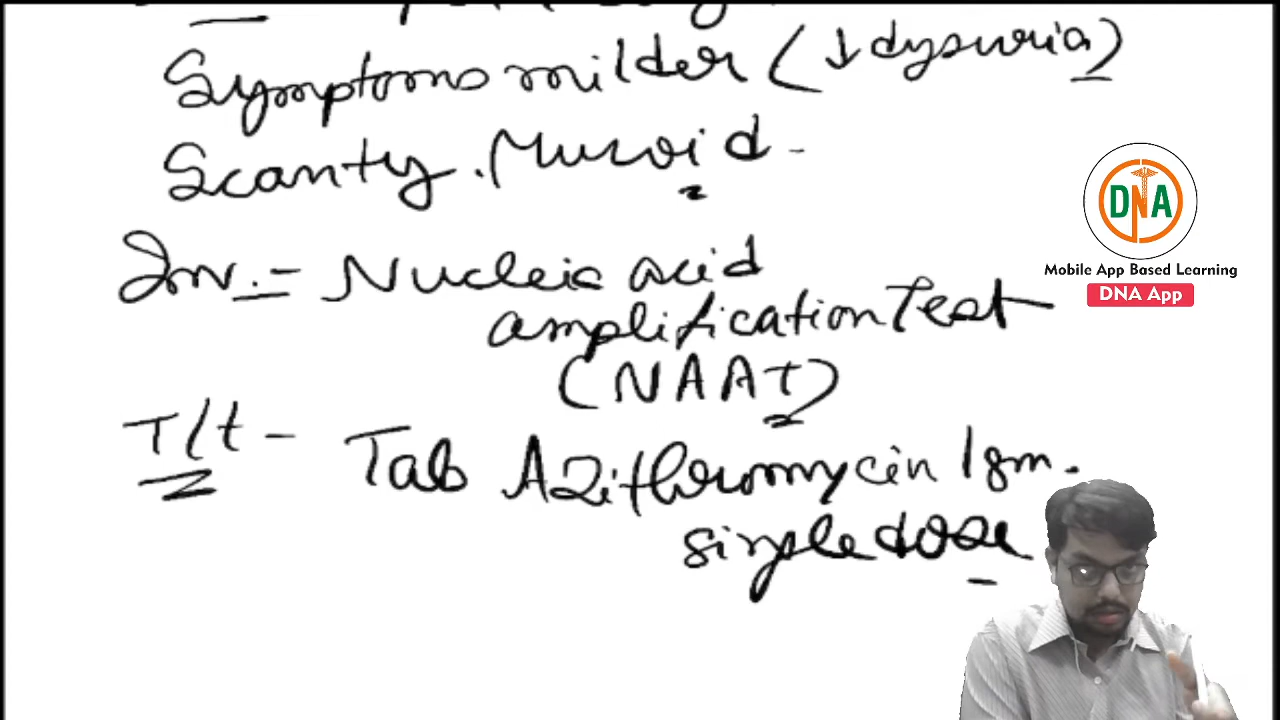 Symptoms milder (↓ dysuria)
Scanty. Mucoid.
Inv. - Nucleic acid
amplification Test
(NAAT)
T/t - Tab Azithromycin 1gm.
single dose
DNA
Mobile App Based Learning
DNA App